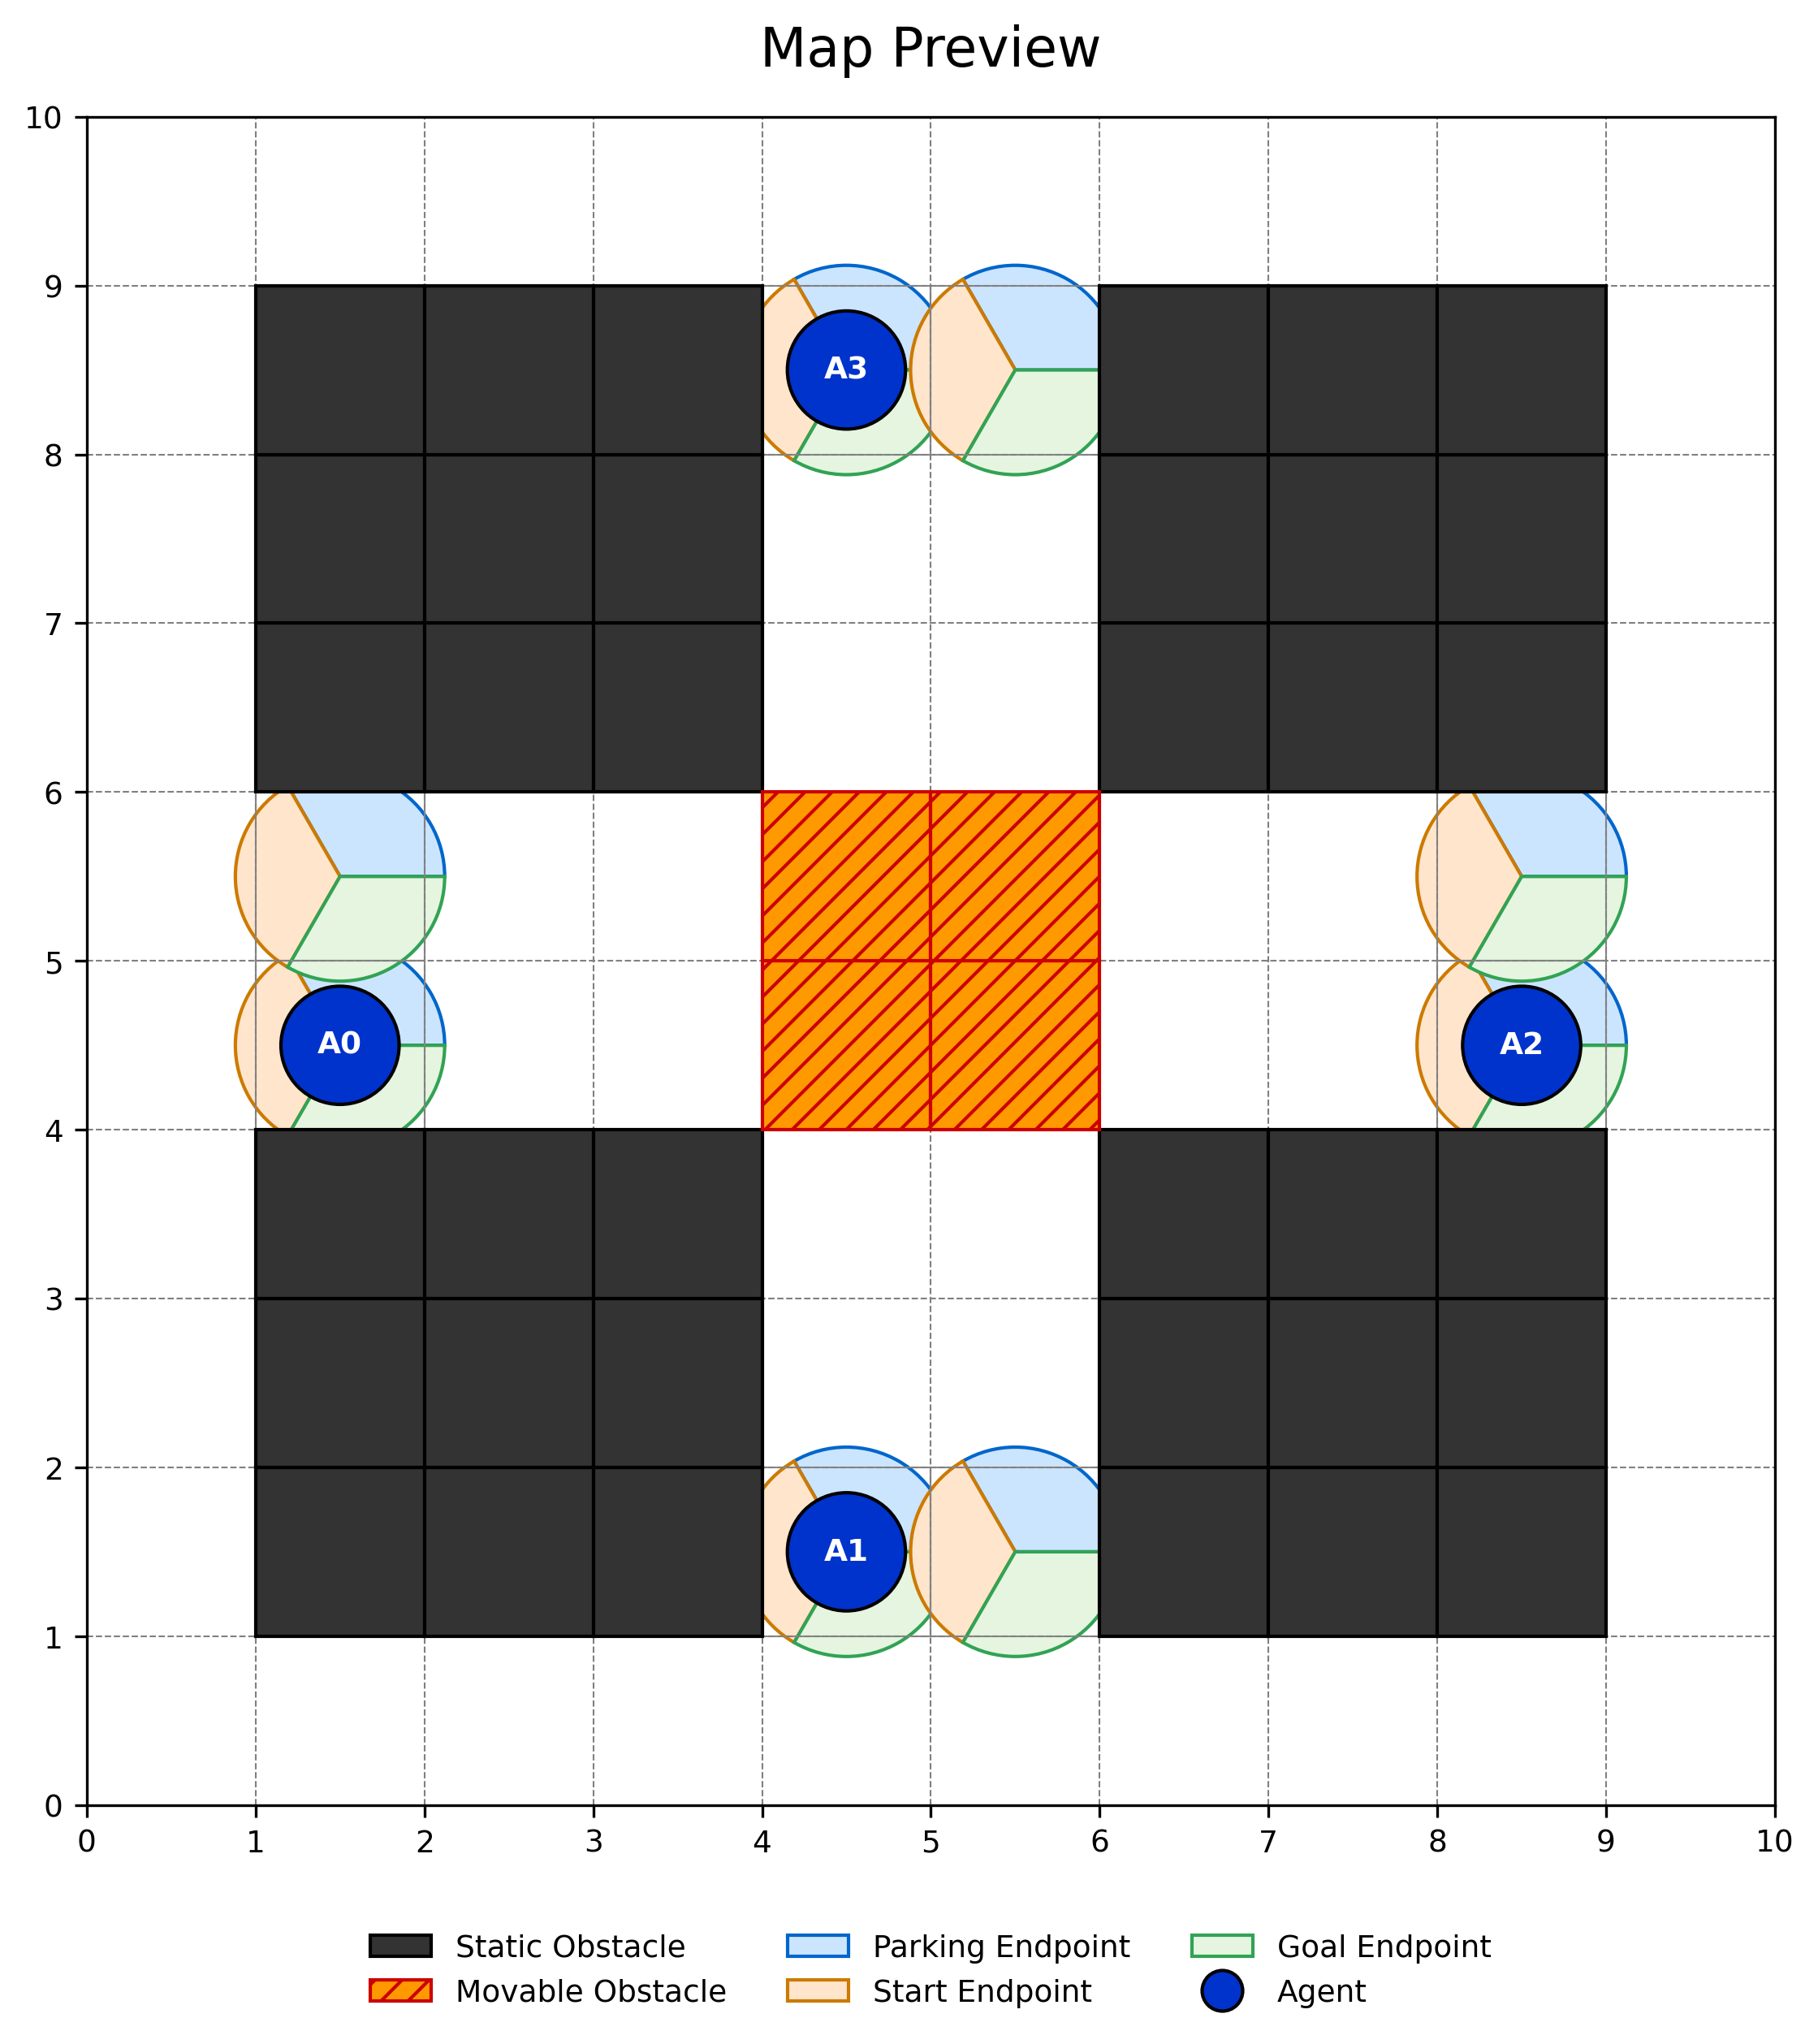 Map Preview
10
9
8
7
6
5
4
3
2
1
0
0 1 2 3 4 5 6 7 8 9 10
A3
A0
A2
A1
Static Obstacle Parking Endpoint Goal Endpoint
Movable Obstacle Start Endpoint Agent